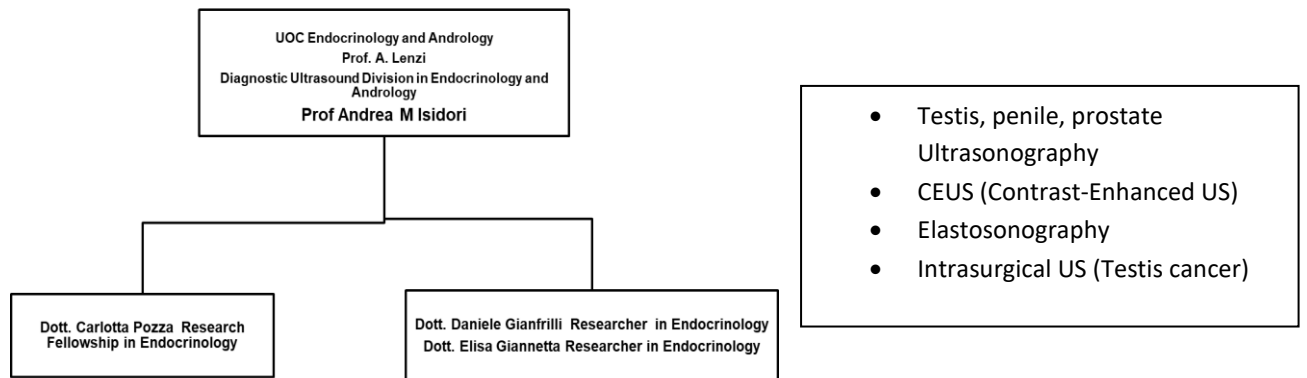 UOC Endocrinology and Andrology
Prof. A. Lenzi
Diagnostic Ultrasound Division in Endocrinology and
Andrology
Prof Andrea M Isidori
Dott. Carlotta Pozza Research
Fellowship in Endocrinology
Dott. Daniele Gianfrilli Researcher in Endocrinology
Dott. Elisa Giannetta Researcher in Endocrinology
• Testis, penile, prostate
Ultrasonography
• CEUS (Contrast-Enhanced US)
• Elastosonography
• Intrasurgical US (Testis cancer)